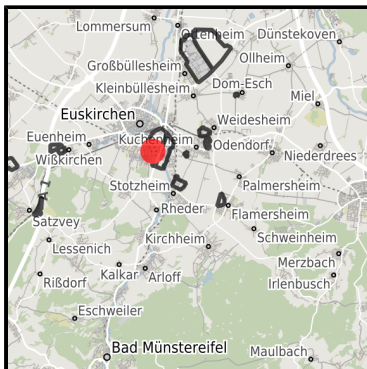 Lommersum
Ottenheim
Dünstekoven
Großbüllesheim
Ollheim
Kleinbüllesheim
Dom-Esch
Miel
Euskirchen
Weidesheim
Euenheim
Kuchenheim
Odendorf
Wißkirchen
Niederdrees
Stotzheim
Palmersheim
Rheder
Flamersheim
Satzvey
Schweinheim
Lessenich
Kirchheim
Merzbach
Kalkar
Arloff
Rißdorf
Irlenbusch
Eschweiler
Bad Münstereifel
Maulbach